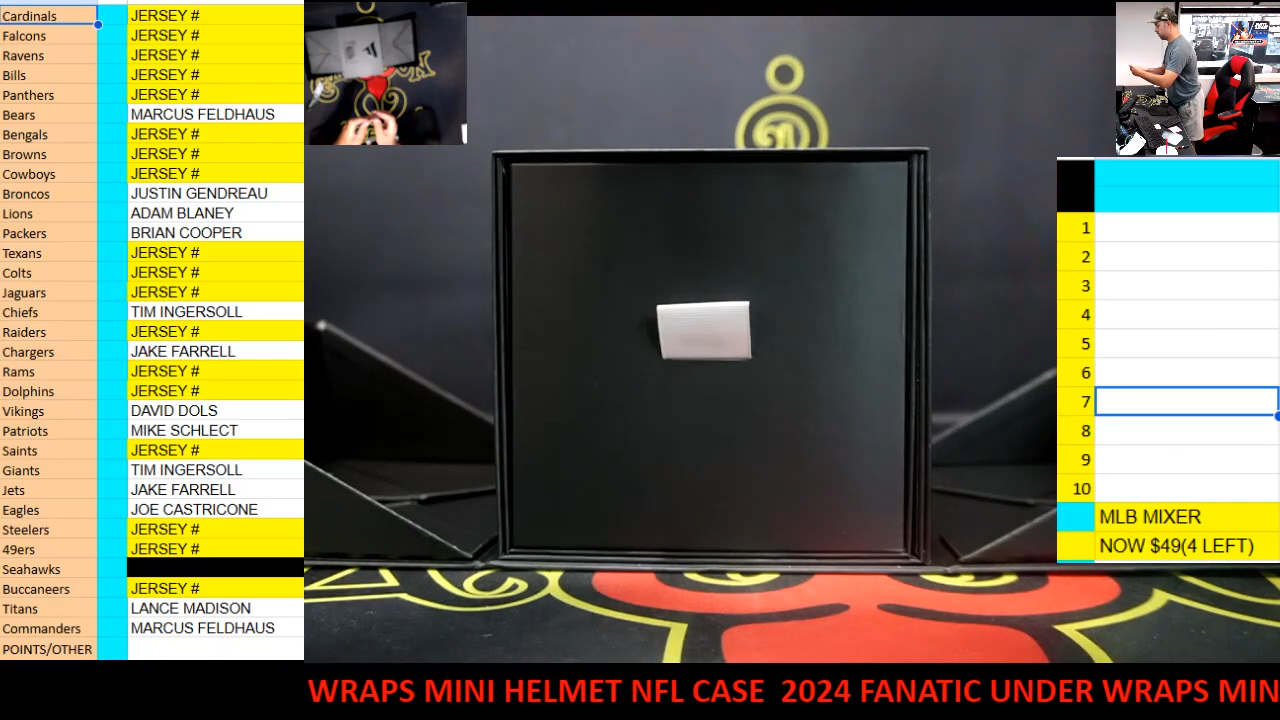 Cardinals JERSEY #
Falcons JERSEY #
Ravens JERSEY #
Bills JERSEY #
Panthers JERSEY #
Bears MARCUS FELDHAUS
Bengals JERSEY #
Browns JERSEY #
Cowboys JERSEY #
Broncos JUSTIN GENDREAU
Lions ADAM BLANEY
Packers BRIAN COOPER
Texans JERSEY #
Colts JERSEY #
Jaguars JERSEY #
Chiefs TIM INGERSOLL
Raiders JERSEY #
Chargers JAKE FARRELL
Rams JERSEY #
Dolphins JERSEY #
Vikings DAVID DOLS
Patriots MIKE SCHLECT
Saints JERSEY #
Giants TIM INGERSOLL
Jets JAKE FARRELL
Eagles JOE CASTRICONE
Steelers JERSEY #
49ers JERSEY #
Seahawks
Buccaneers JERSEY #
Titans LANCE MADISON
Commanders MARCUS FELDHAUS
POINTS/OTHER
1
2
3
4
5
6
7
8
9
10
MLB MIXER
NOW $49(4 LEFT)
WRAPS MINI HELMET NFL CASE 2024 FANATIC UNDER WRAPS MIN